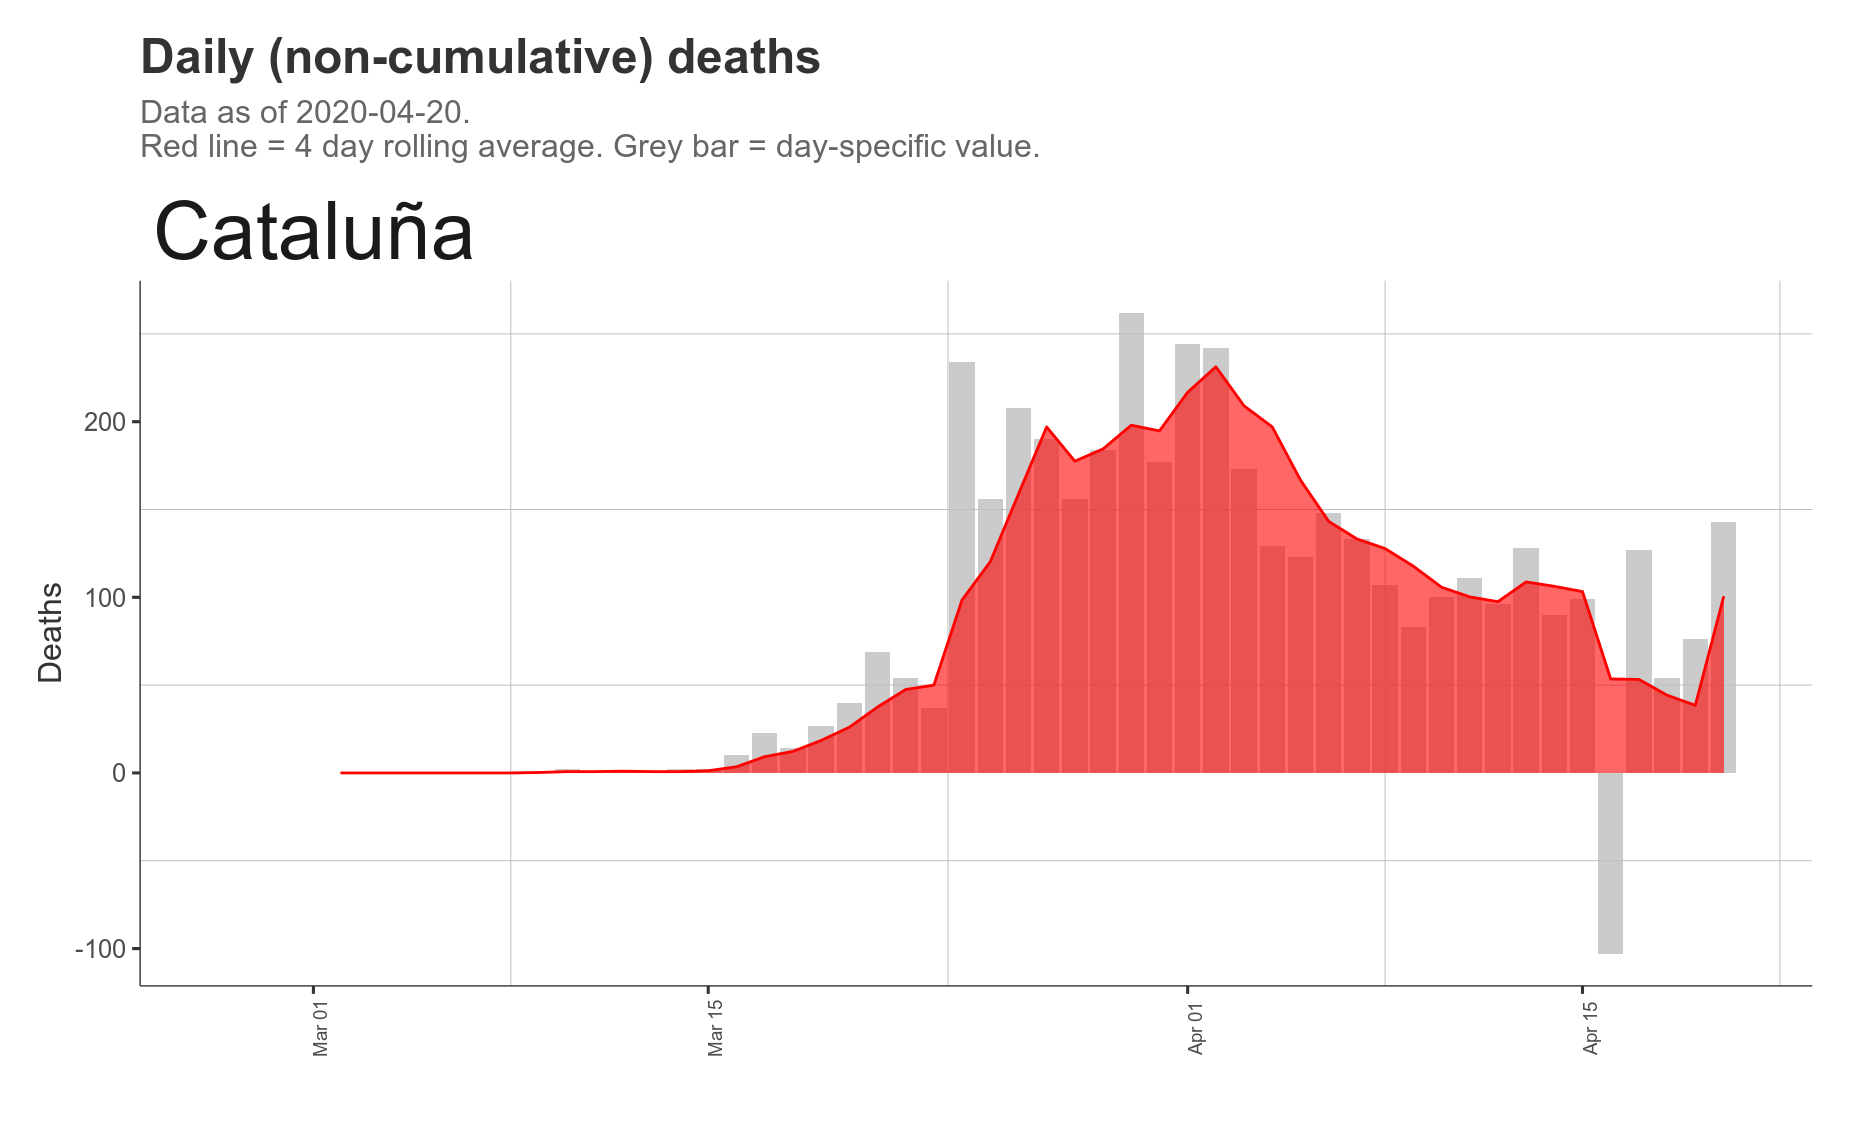 Daily (non-cumulative) deaths
Data as of 2020-04-20.
Red line = 4 day rolling average. Grey bar = day-specific value.
Cataluña
Deaths
200
100
0
-100
Mar 01
Mar 15
Apr 01
Apr 15